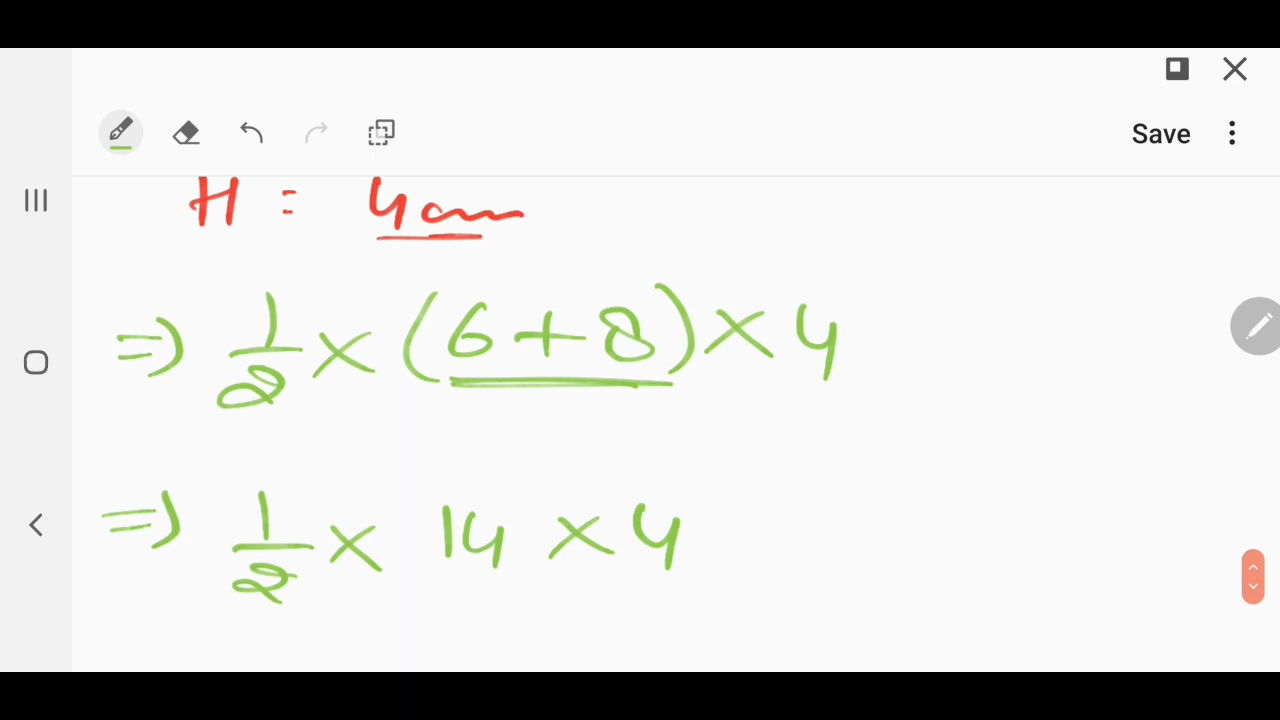 Save
H = 4cm
=> 1/2 × (6+8) × 4
=> 1/2 × 14 × 4